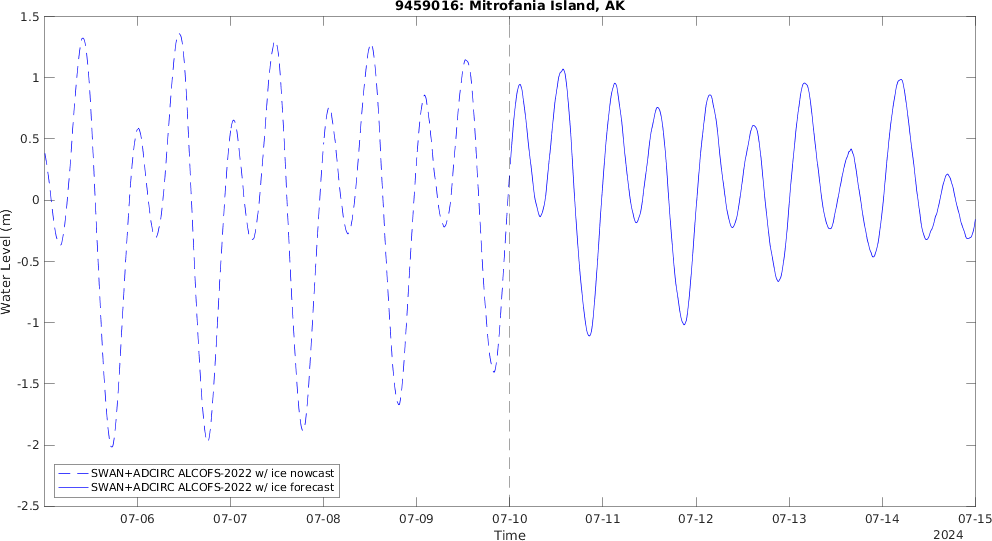 9459016: Mitrofania Island, AK
Water Level (m)
1.5
1
0.5
0
-0.5
-1
-1.5
-2
-2.5
SWAN+ADCIRC ALCOFS-2022 w/ ice nowcast
SWAN+ADCIRC ALCOFS-2022 w/ ice forecast
07-06 07-07 07-08 07-09 07-10 07-11 07-12 07-13 07-14 07-15
Time
2024